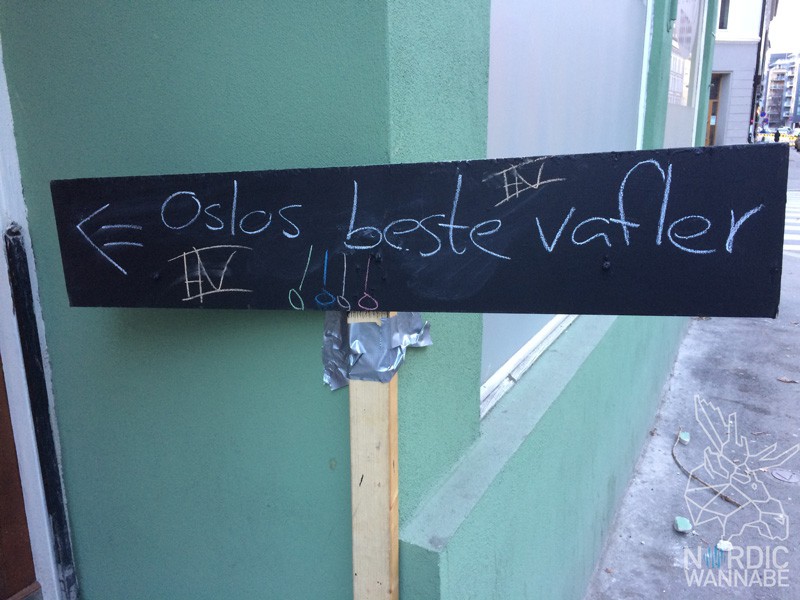 ⇐ Oslos beste vafler
NORDIC
WANNABE